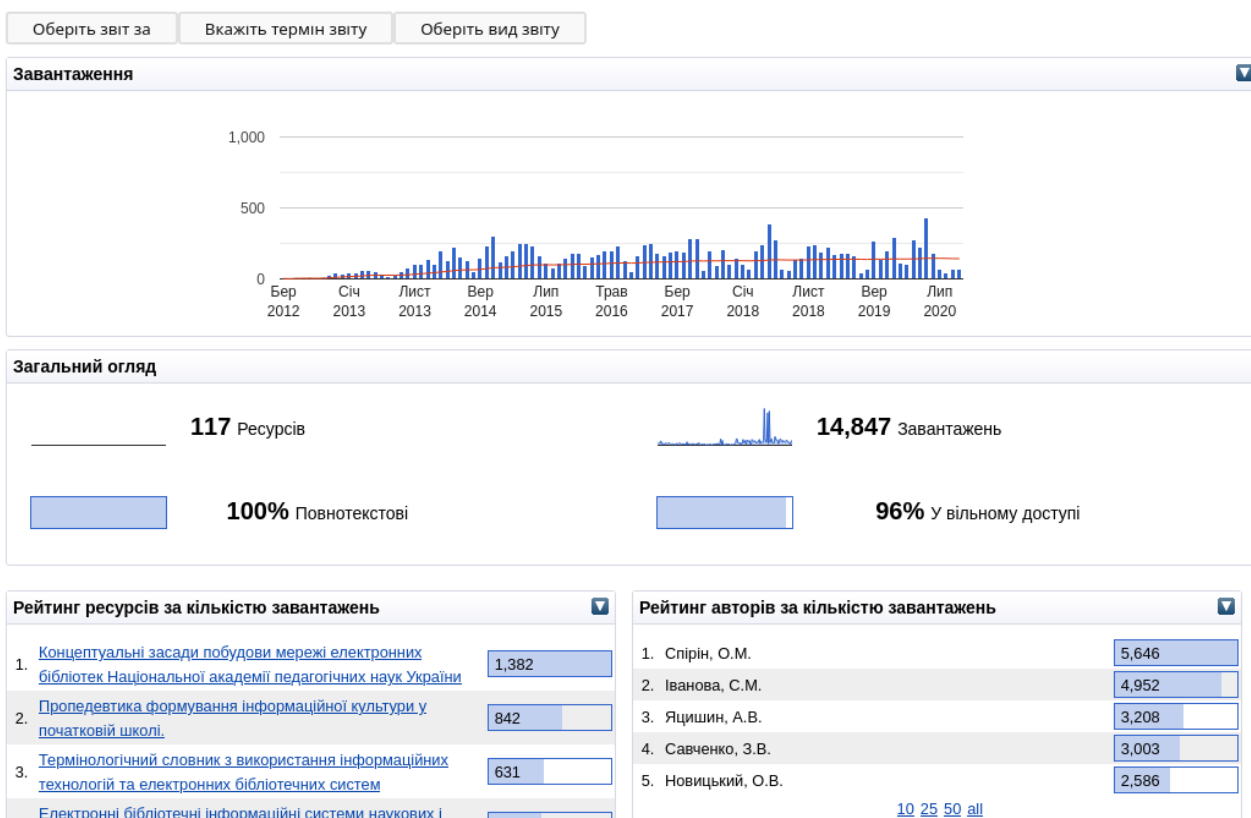 Оберіть звіт за Вкажіть термін звіту Оберіть вид звіту
Завантаження
1,000
500
0
Бер Січ Лист Вер Лип Трав Бер Січ Лист Вер Лип
2012 2013 2013 2014 2015 2016 2017 2018 2018 2019 2020
Загальний огляд
117 Ресурсів
14,847 Завантажень
100% Повнотекстові
96% У вільному доступі
Рейтинг ресурсів за кількістю завантажень
1. Концептуальні засади побудови мережі електронних
бібліотек Національної академії педагогічних наук України
1,382
2. Пропедевтика формування інформаційної культури у
початковій школі.
842
3. Термінологічний словник з використання інформаційних
технологій та електронних бібліотечних систем
631
Електронні бібліотечні інформаційні системи наукових і
Рейтинг авторів за кількістю завантажень
1. Спірін, О.М. 5,646
2. Іванова, С.М. 4,952
3. Яцишин, А.В. 3,208
4. Савченко, З.В. 3,003
5. Новицький, О.В. 2,586
10 25 50 all